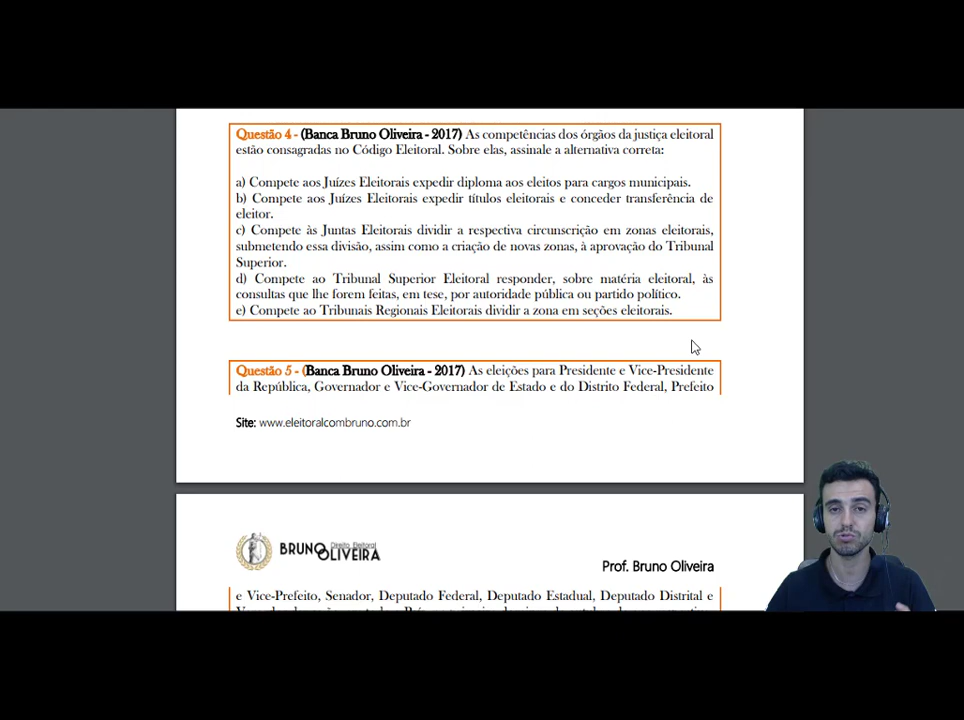 Questão 4 - (Banca Bruno Oliveira - 2017) As competências dos órgãos da justiça eleitoral
estão consagradas no Código Eleitoral. Sobre elas, assinale a alternativa correta:
a) Compete aos Juízes Eleitorais expedir diploma aos eleitos para cargos municipais.
b) Compete aos Juízes Eleitorais expedir títulos eleitorais e conceder transferência de
eleitor.
c) Compete às Juntas Eleitorais dividir a respectiva circunscrição em zonas eleitorais,
submetendo essa divisão, assim como a criação de novas zonas, à aprovação do Tribunal
Superior.
d) Compete ao Tribunal Superior Eleitoral responder, sobre matéria eleitoral, às
consultas que lhe forem feitas, em tese, por autoridade pública ou partido político.
e) Compete ao Tribunais Regionais Eleitorais dividir a zona em seções eleitorais.
Questão 5 - (Banca Bruno Oliveira - 2017) As eleições para Presidente e Vice-Presidente
da República, Governador e Vice-Governador de Estado e do Distrito Federal, Prefeito
Site: www.eleitoralcombruno.com.br
BRUNO Direito Eleitoral OLIVEIRA
Prof. Bruno Oliveira
e Vice-Prefeito, Senador, Deputado Federal, Deputado Estadual, Deputado Distrital e